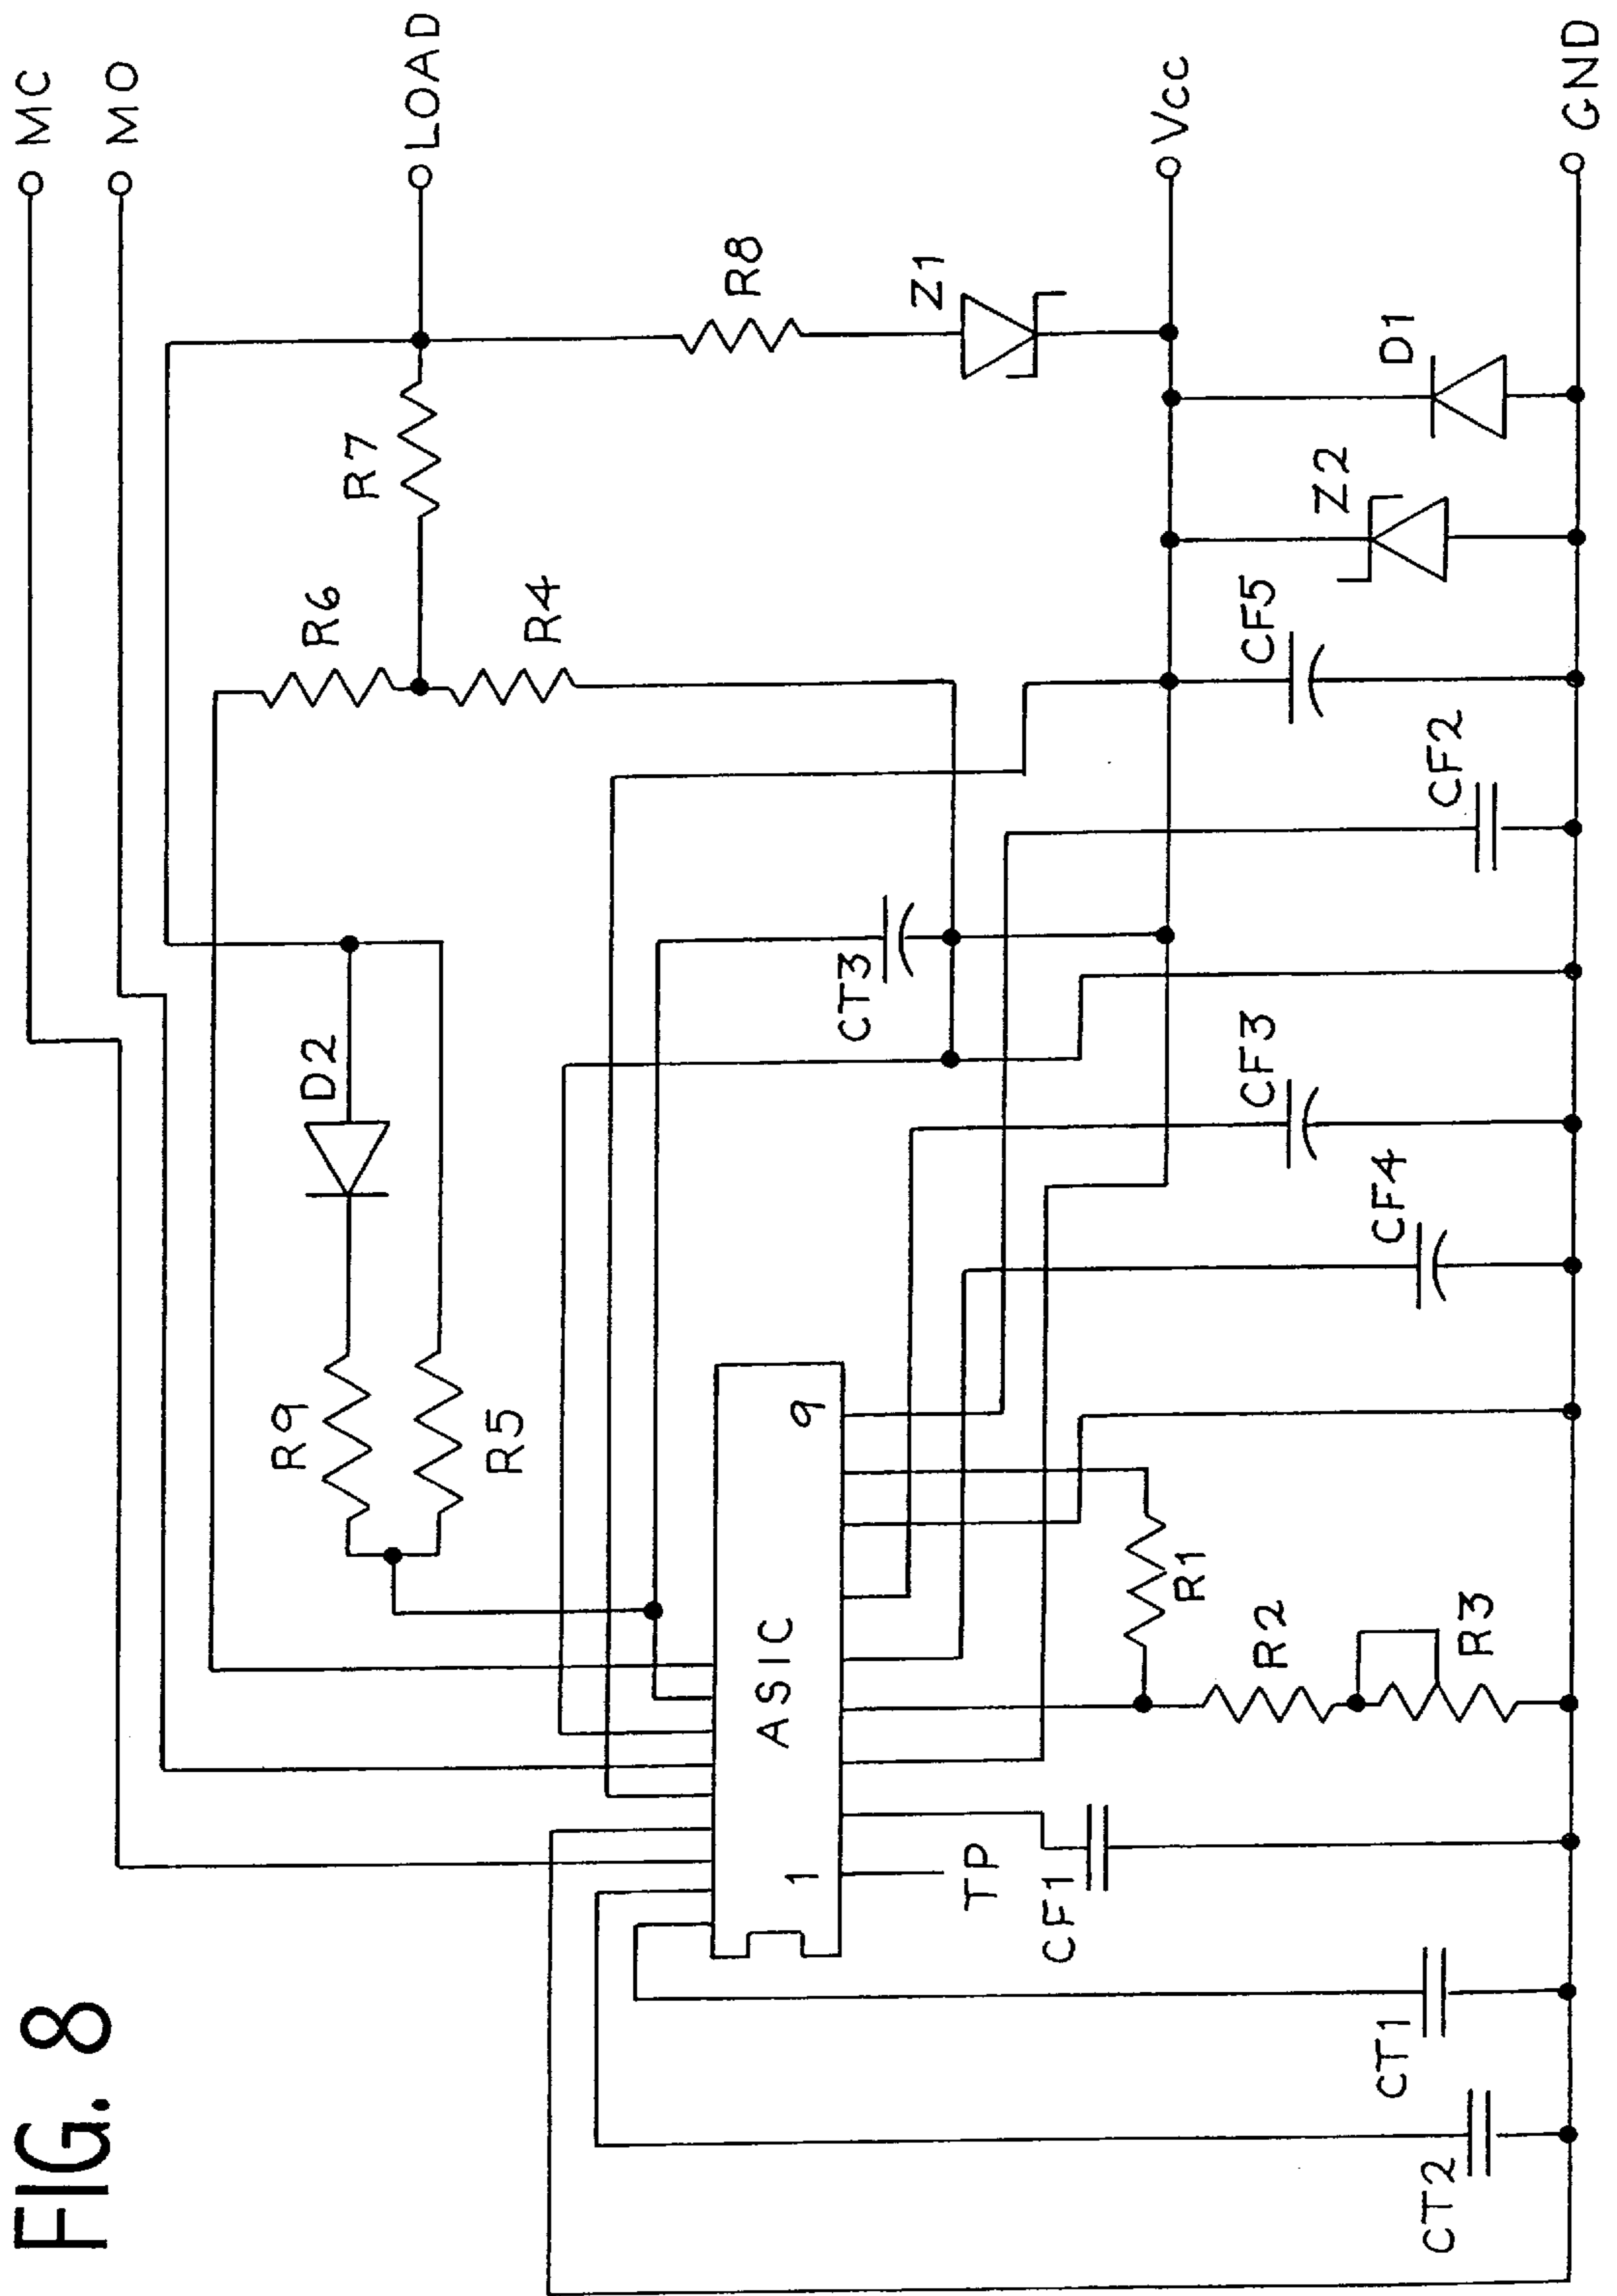 FIG. 8
MC
MO
LOAD
Vcc
GND
R6
R7
R4
R8
Z1
D1
Z2
CF5
CF2
D2
R9
R5
CT3
CF3
CF4
ASIC
1
9
TP
R1
R2
R3
CF1
CT1
CT2